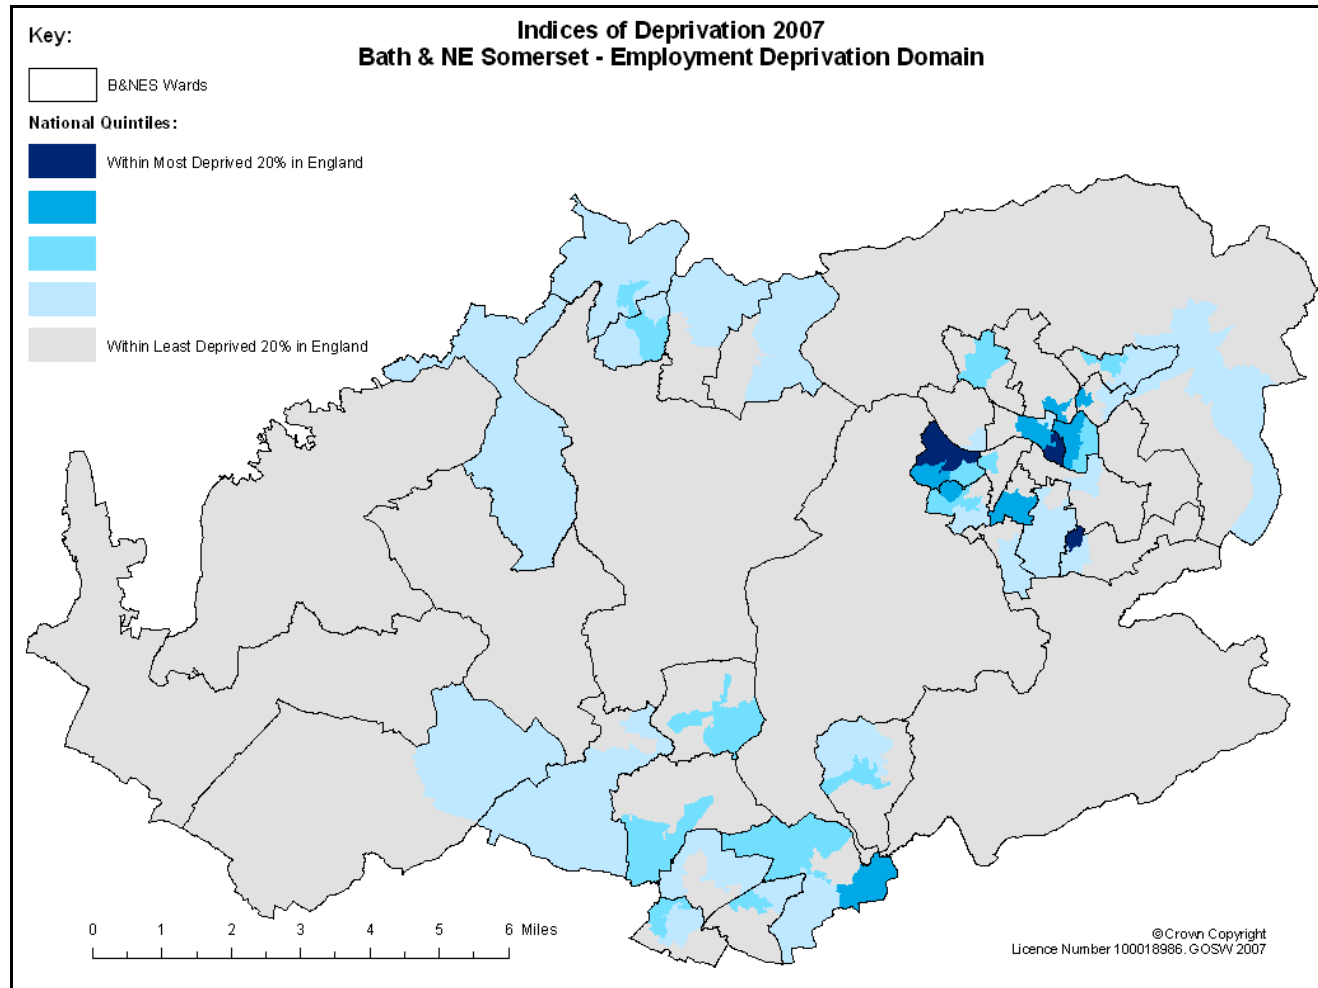 Indices of Deprivation 2007
Bath & NE Somerset - Employment Deprivation Domain
Key:
B&NES Wards
National Quintiles:
Within Most Deprived 20% in England
Within Least Deprived 20% in England
0 1 2 3 4 5 6 Miles
© Crown Copyright
Licence Number 100018986. GOSW 2007